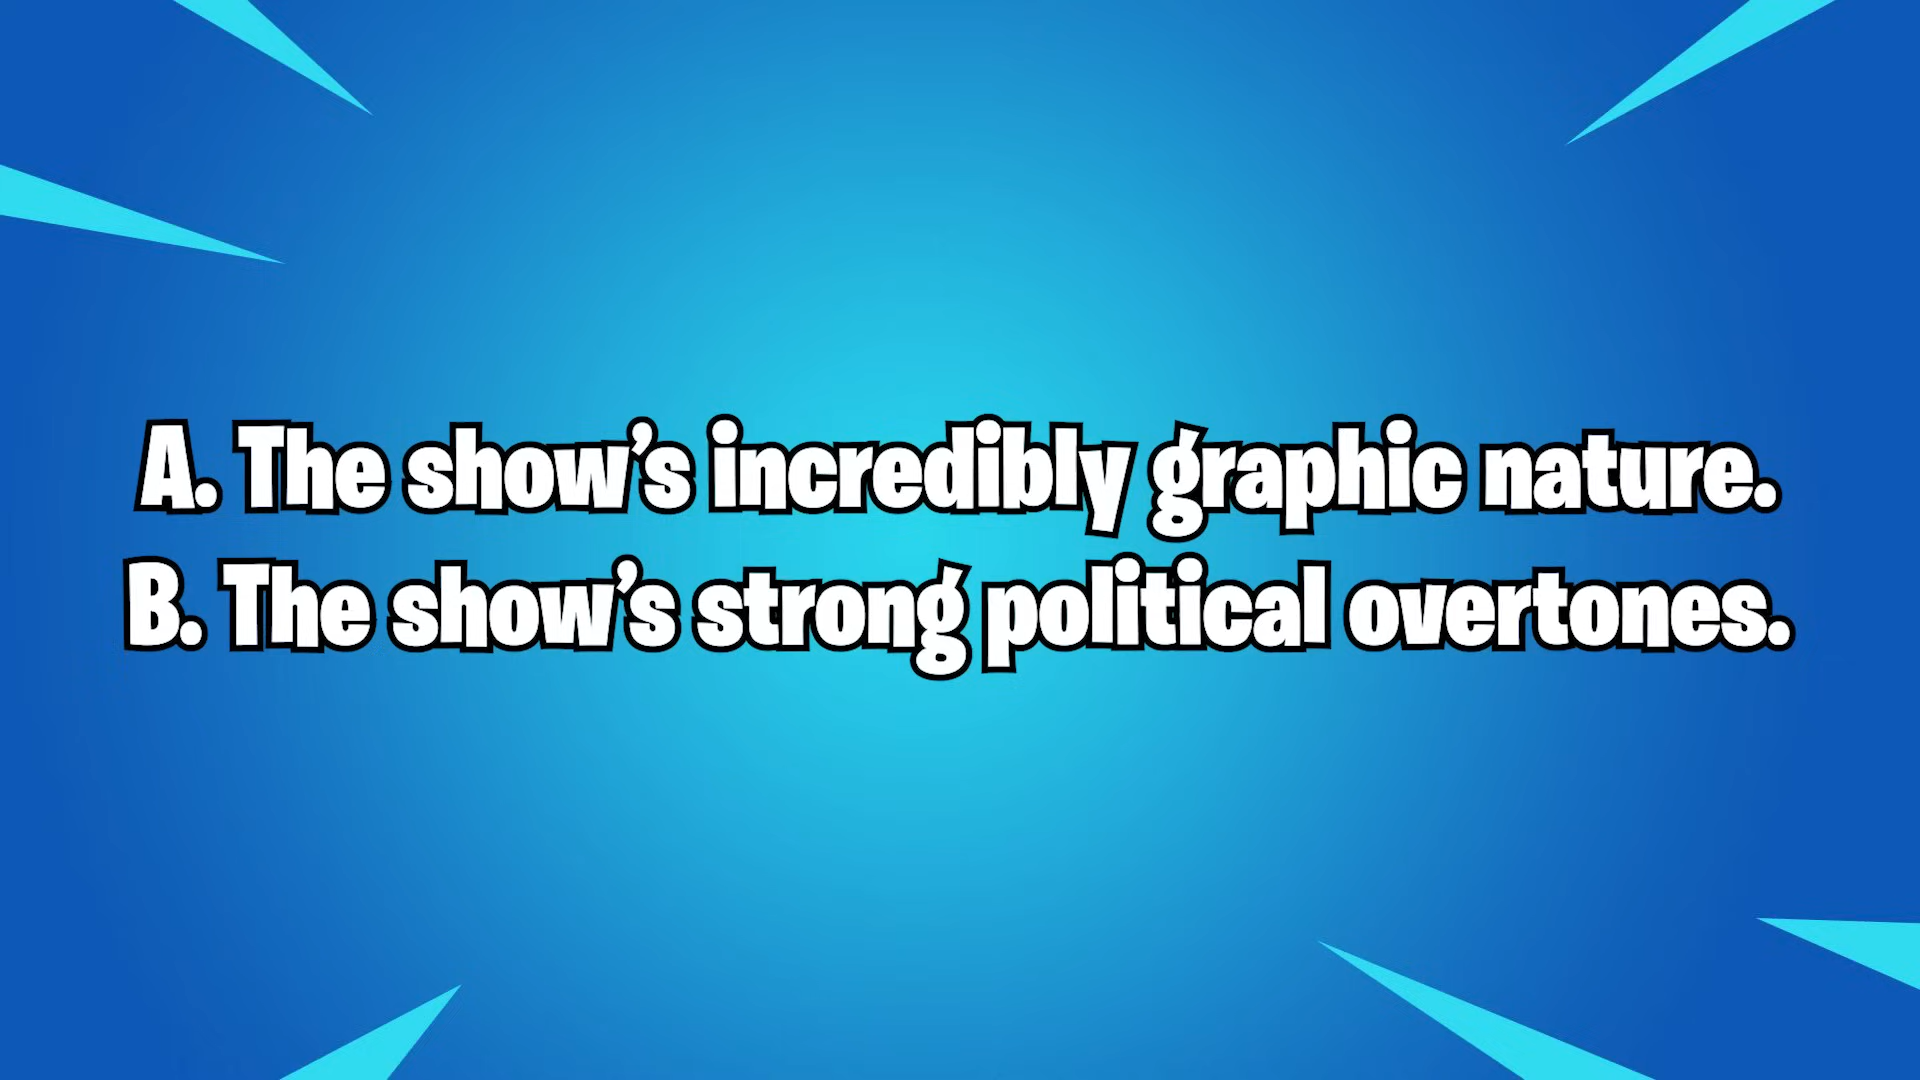 A. The show’s incredibly graphic nature.
B. The show’s strong political overtones.